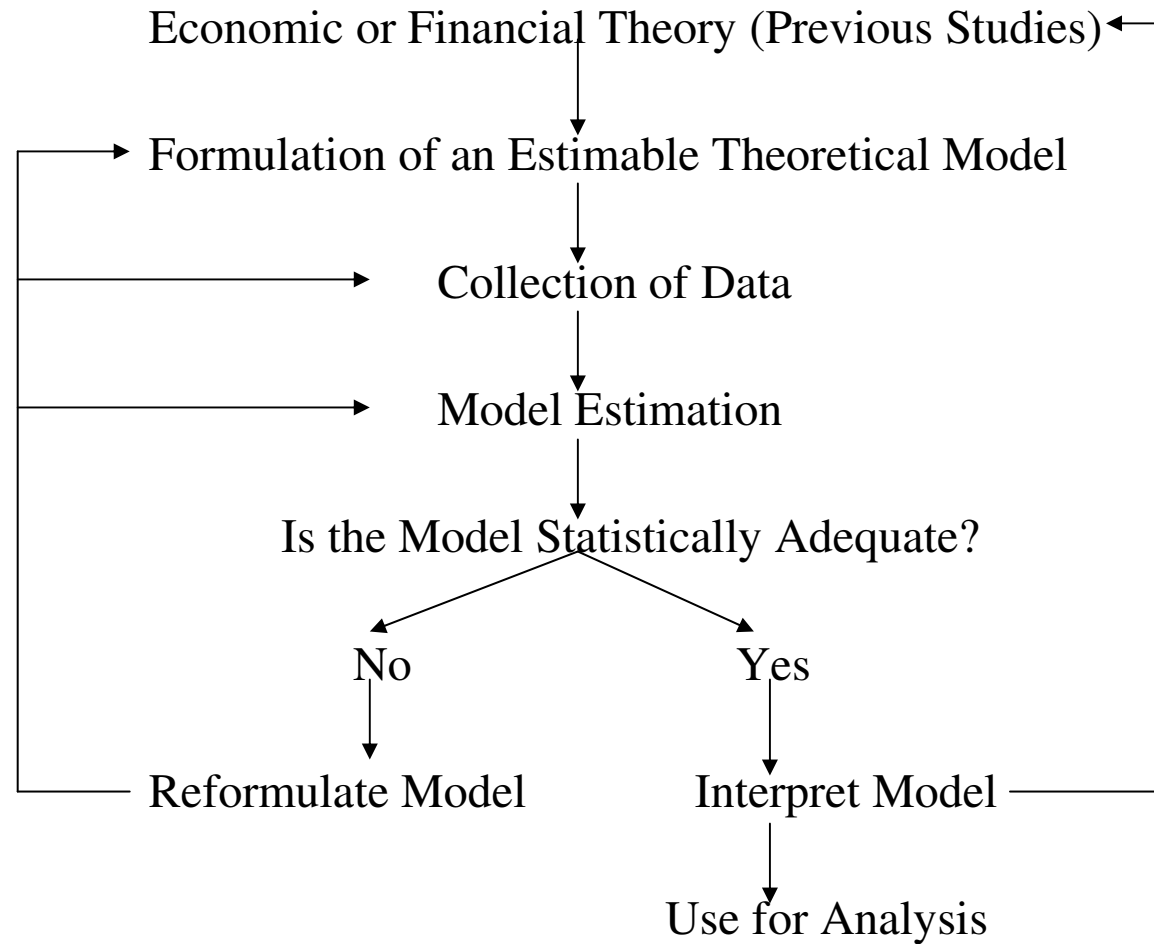 Economic or Financial Theory (Previous Studies)
Formulation of an Estimable Theoretical Model
Collection of Data
Model Estimation
Is the Model Statistically Adequate?
No
Yes
Reformulate Model
Interpret Model
Use for Analysis